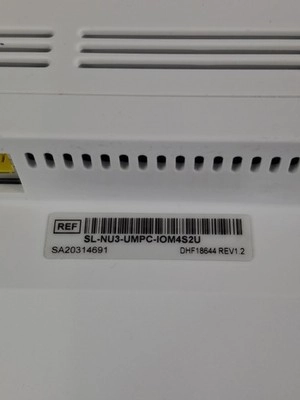 REF
SL-NU3-UMPC-IOM4S2U
SA20314691 DHF18644 REV1.2